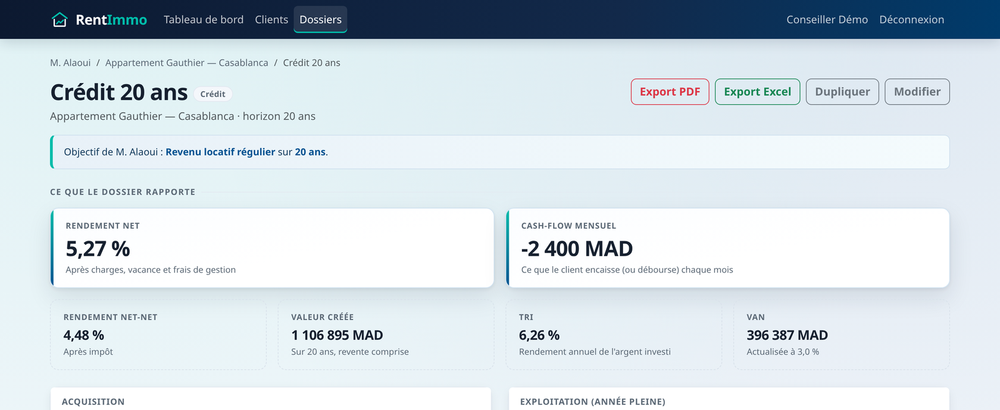 RentImmo Tableau de bord Clients Dossiers Conseiller Démo Déconnexion
M. Alaoui / Appartement Gauthier — Casablanca / Crédit 20 ans
Crédit 20 ans Crédit Export PDF Export Excel Dupliquer Modifier
Appartement Gauthier — Casablanca · horizon 20 ans
Objectif de M. Alaoui : Revenu locatif régulier sur 20 ans.
CE QUE LE DOSSIER RAPPORTE
RENDEMENT NET
5,27 %
Après charges, vacance et frais de gestion
CASH-FLOW MENSUEL
-2 400 MAD
Ce que le client encaisse (ou débourse) chaque mois
RENDEMENT NET-NET
4,48 %
Après impôt
VALEUR CRÉÉE
1 106 895 MAD
Sur 20 ans, revente comprise
TRI
6,26 %
Rendement annuel de l'argent investi
VAN
396 387 MAD
Actualisée à 3,0 %
ACQUISITION
EXPLOITATION (ANNÉE PLEINE)